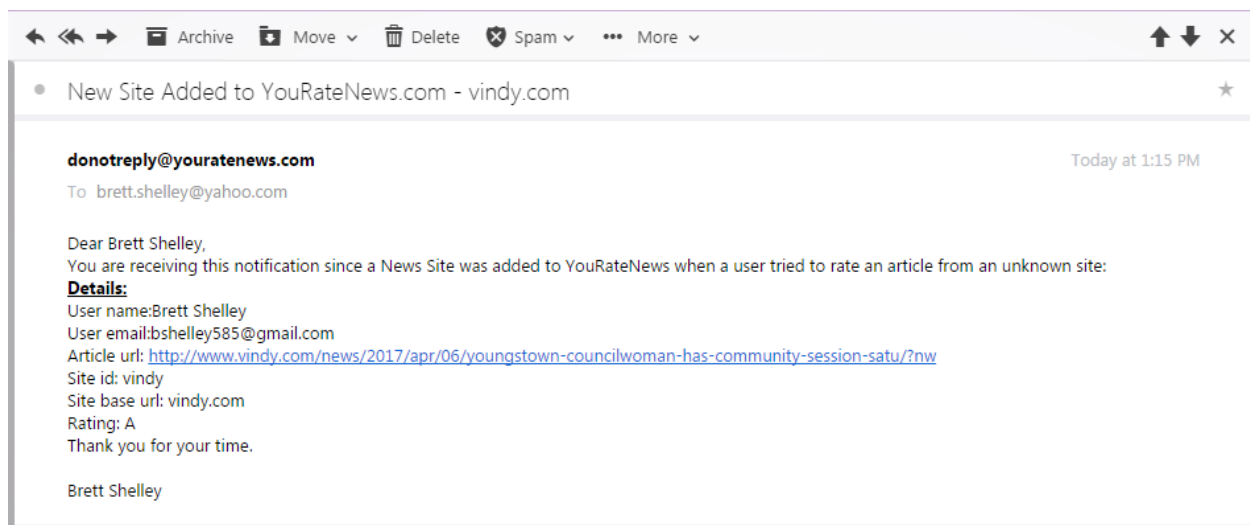 Archive Move Delete Spam More
New Site Added to YouRateNews.com - vindy.com
donotreply@youratenews.com Today at 1:15 PM
To brett.shelley@yahoo.com
Dear Brett Shelley,
You are receiving this notification since a News Site was added to YouRateNews when a user tried to rate an article from an unknown site:
Details:
User name:Brett Shelley
User email:bshelley585@gmail.com
Article url: http://www.vindy.com/news/2017/apr/06/youngstown-councilwoman-has-community-session-satu/?nw
Site id: vindy
Site base url: vindy.com
Rating: A
Thank you for your time.
Brett Shelley